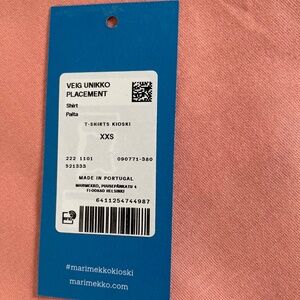 VEIG UNIKKO
PLACEMENT
Shirt
Paita
T-SHIRTS KIOSKI
XXS
222 1101 090771-380
521333
MADE IN PORTUGAL
MARIMEKKO, PUUSEPÄNKATU 4
FI-00880 HELSINKI
6411254744987
#marimekkokioski
marimekko.com